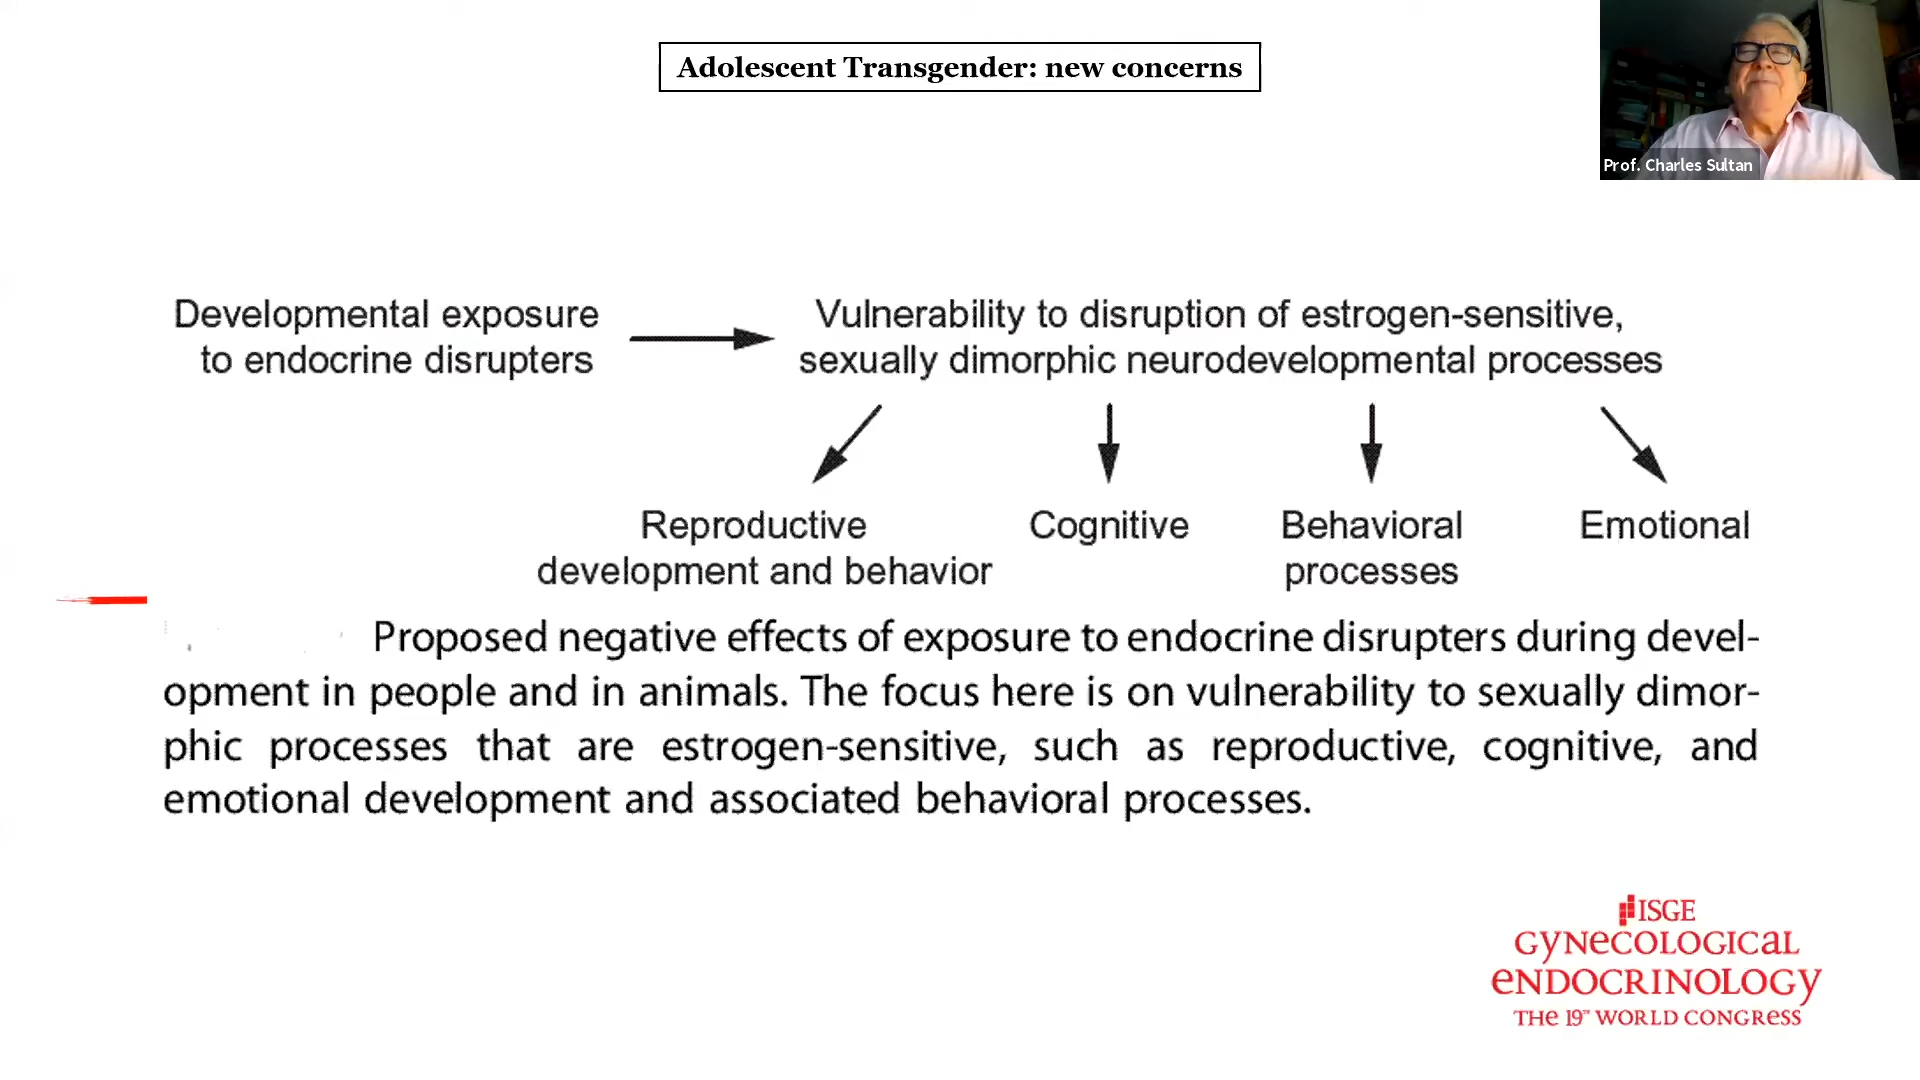 Adolescent Transgender: new concerns
Prof. Charles Sultan
Developmental exposure
to endocrine disrupters
Vulnerability to disruption of estrogen-sensitive,
sexually dimorphic neurodevelopmental processes
Reproductive
development and behavior
Cognitive
Behavioral
processes
Emotional
Proposed negative effects of exposure to endocrine disrupters during devel-
opment in people and in animals. The focus here is on vulnerability to sexually dimor-
phic processes that are estrogen-sensitive, such as reproductive, cognitive, and
emotional development and associated behavioral processes.
ISGE
GYNeCOLOGICaL
eNDOCRINOLOGY
THe 19TH WORLD CONGReSS